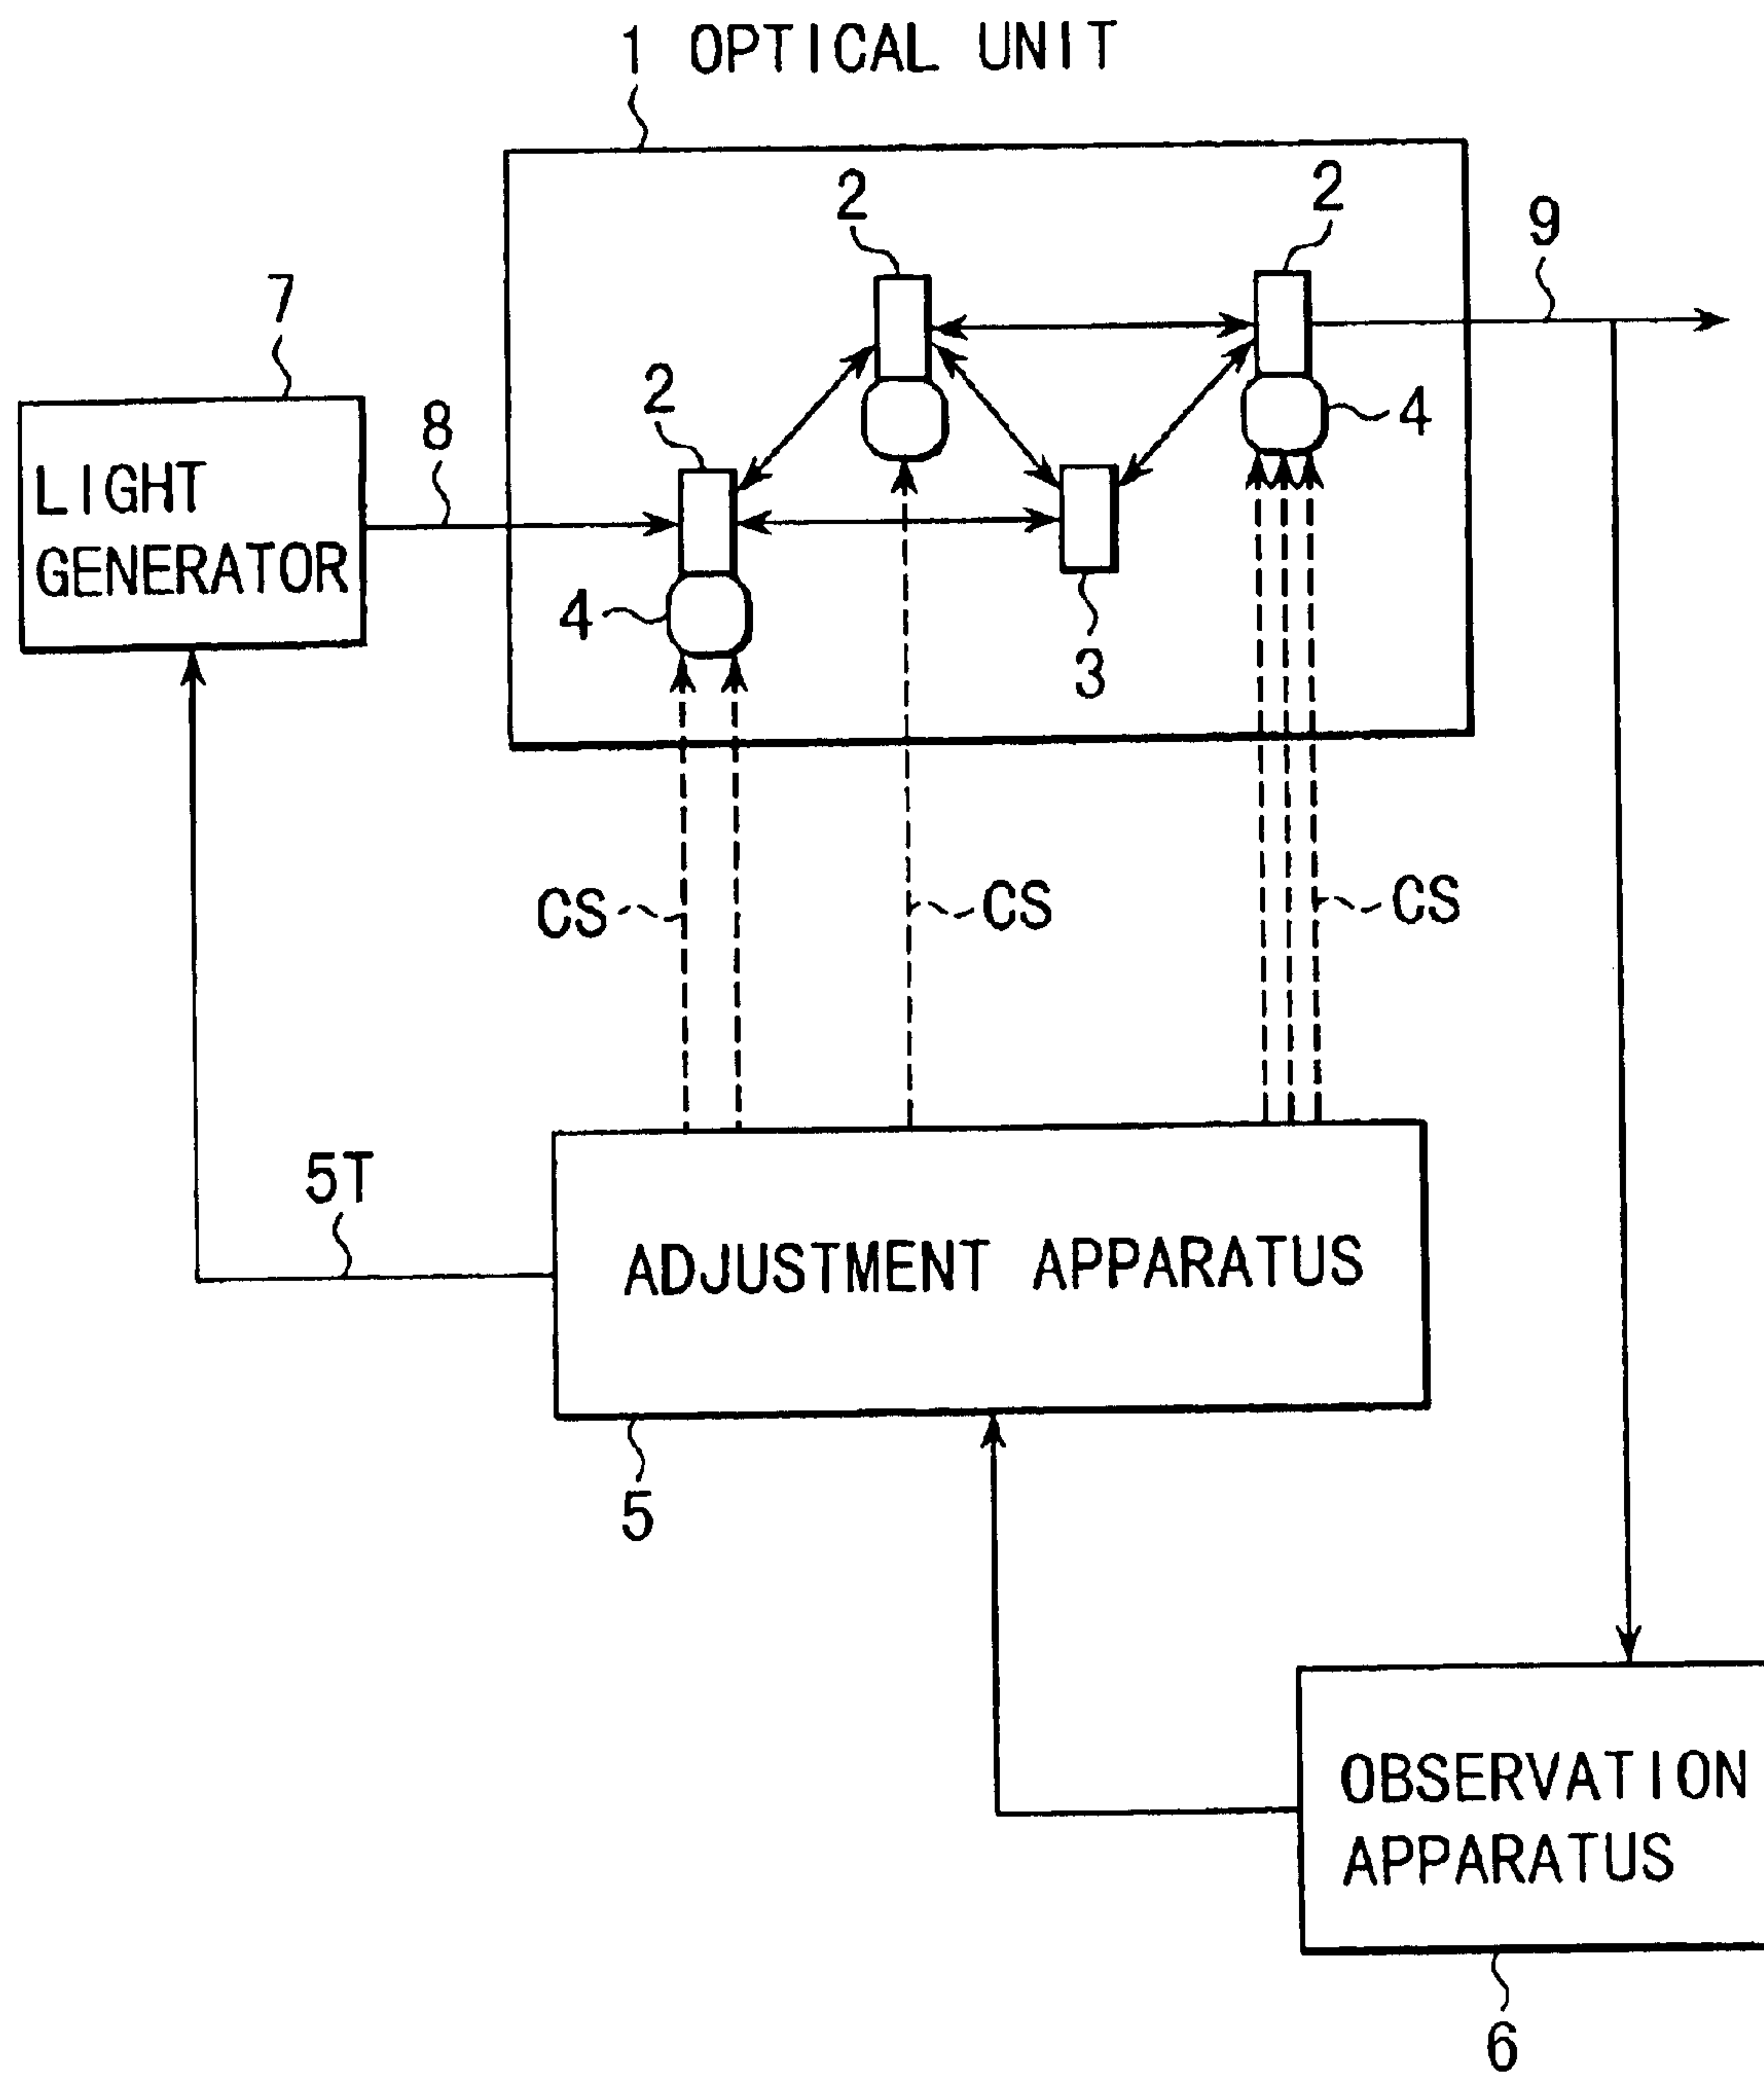 1 OPTICAL UNIT
2
2
9
7
2
8
4
LIGHT
GENERATOR
4
3
CS
CS
CS
5T
ADJUSTMENT APPARATUS
5
OBSERVATION
APPARATUS
6